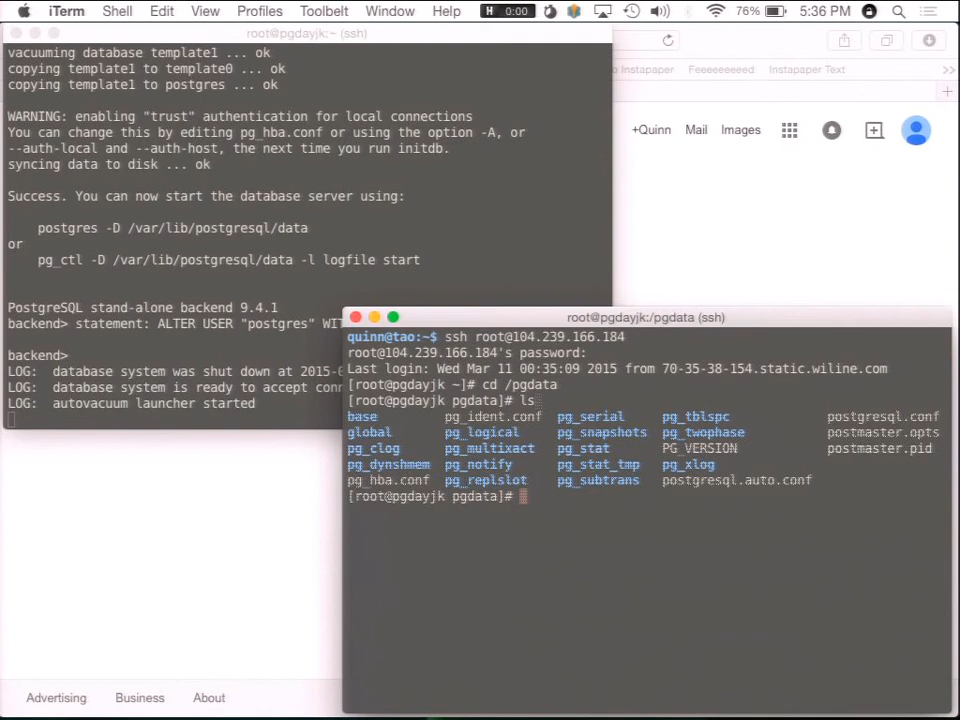 iTerm Shell Edit View Profiles Toolbelt Window Help H 0:00 76% 5:36 PM
root@pgdayjk:~ (ssh)
vacuuming database template1 ... ok
copying template1 to template0 ... ok
copying template1 to postgres ... ok
WARNING: enabling "trust" authentication for local connections
You can change this by editing pg_hba.conf or using the option -A, or
--auth-local and --auth-host, the next time you run initdb.
syncing data to disk ... ok
Success. You can now start the database server using:
postgres -D /var/lib/postgresql/data
or
pg_ctl -D /var/lib/postgresql/data -l logfile start
PostgreSQL stand-alone backend 9.4.1
backend> statement: ALTER USER "postgres" WIT
backend>
LOG: database system was shut down at 2015-0
LOG: database system is ready to accept conn
LOG: autovacuum launcher started
Instapaper Feeeeeeeed Instapaper Text >>
+Quinn Mail Images
root@pgdayjk:/pgdata (ssh)
quinn@tao:~$ ssh root@104.239.166.184
root@104.239.166.184's password:
Last login: Wed Mar 11 00:35:09 2015 from 70-35-38-154.static.wiline.com
[root@pgdayjk ~]# cd /pgdata
[root@pgdayjk pgdata]# ls
base pg_ident.conf pg_serial pg_tblspc postgresql.conf
global pg_logical pg_snapshots pg_twophase postmaster.opts
pg_clog pg_multixact pg_stat PG_VERSION postmaster.pid
pg_dynshmem pg_notify pg_stat_tmp pg_xlog
pg_hba.conf pg_replslot pg_subtrans postgresql.auto.conf
[root@pgdayjk pgdata]#
Advertising Business About